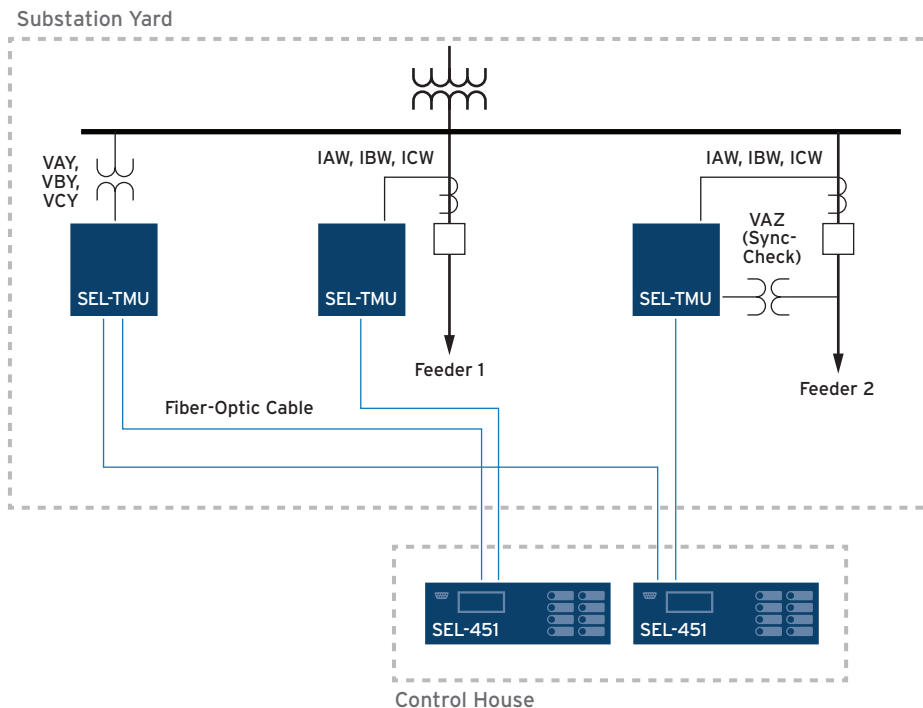 Substation Yard
VAY,
VBY,
VCY
IAW, IBW, ICW
IAW, IBW, ICW
VAZ
(Sync-
Check)
SEL-TMU
SEL-TMU
SEL-TMU
Feeder 1
Feeder 2
Fiber-Optic Cable
SEL-451
SEL-451
Control House